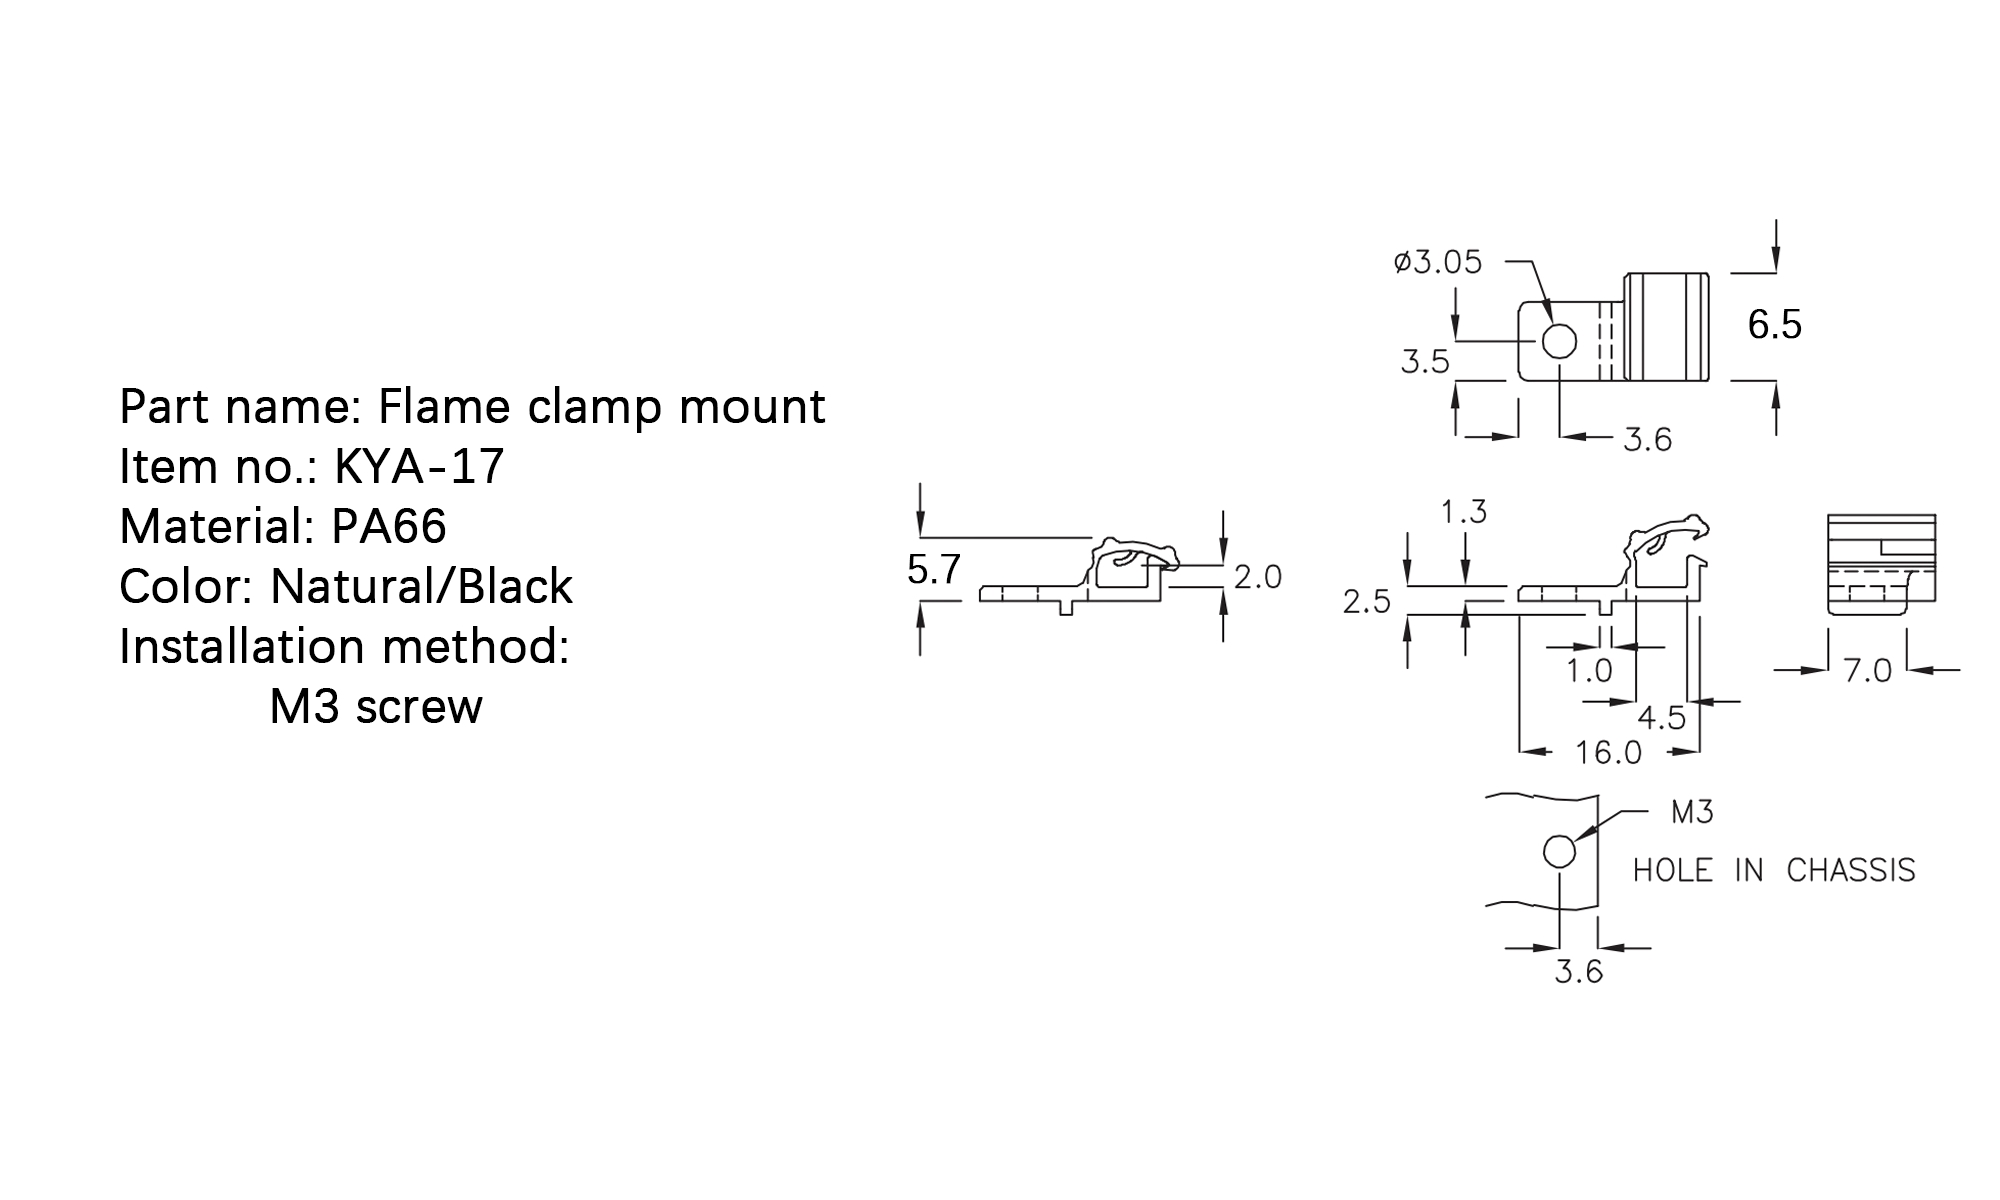 Part name: Flame clamp mount
Item no.: KYA-17
Material: PA66
Color: Natural/Black
Installation method:
M3 screw
ø3.05
3.5
6.5
3.6
5.7
2.0
1.3
2.5
1.0
4.5
16.0
7.0
M3
HOLE IN CHASSIS
3.6